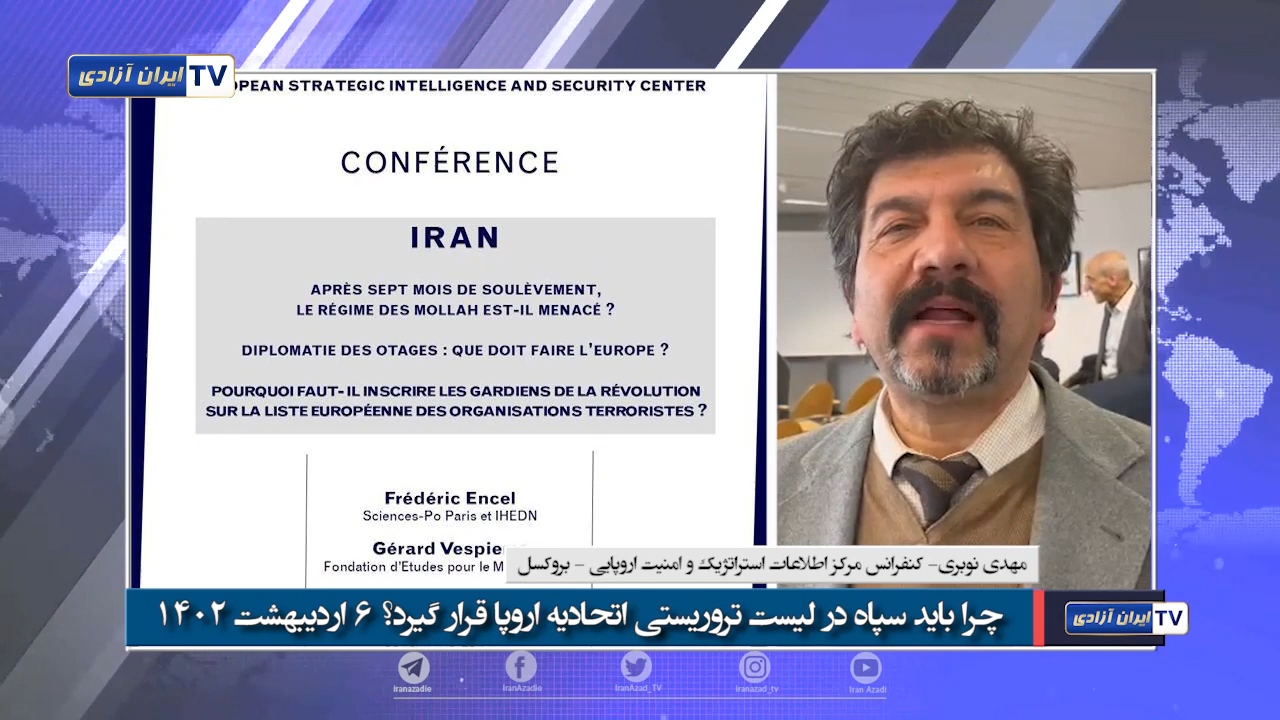 ایران آزادی TV
OPEAN STRATEGIC INTELLIGENCE AND SECURITY CENTER
CONFÉRENCE
IRAN
APRÈS SEPT MOIS DE SOULÈVEMENT,
LE RÉGIME DES MOLLAH EST-IL MENACÉ ?
DIPLOMATIE DES OTAGES : QUE DOIT FAIRE L'EUROPE ?
POURQUOI FAUT-IL INSCRIRE LES GARDIENS DE LA RÉVOLUTION
SUR LA LISTE EUROPÉENNE DES ORGANISATIONS TERRORISTES ?
Frédéric Encel
Sciences-Po Paris et IHEDN
Gérard Vespie
Fondation d'Etudes pour le M
مهدی نوبری- کنفرانس مرکز اطلاعات استراتژیک و امنیت اروپایی - بروکسل
چرا باید سپاه در لیست تروریستی اتحادیه اروپا قرار گیرد؟ ۶ اردیبهشت ۱۴۰۲
ایران آزادی TV
Iranazadie
IranAzadie
IranAzad_TV
iranazad_tv
Iran Azadi